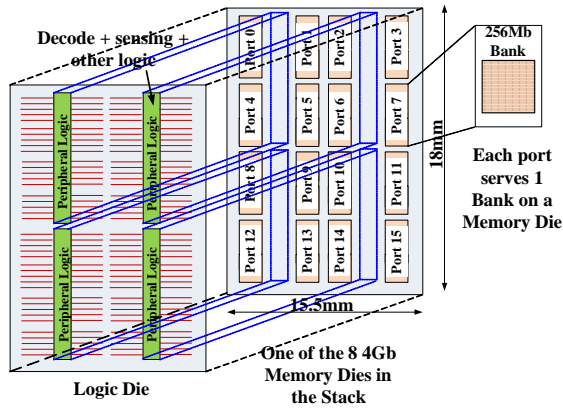 Decode + sensing +
other logic
Port 0
Port 1
Port 2
Port 3
Port 4
Port 5
Port 6
Port 7
Port 8
Port 9
Port 10
Port 11
Port 12
Port 13
Port 14
Port 15
Peripheral Logic
Peripheral Logic
Peripheral Logic
Peripheral Logic
256Mb
Bank
18mm
Each port
serves 1
Bank on a
Memory Die
15.5mm
Logic Die
One of the 8 4Gb
Memory Dies in
the Stack